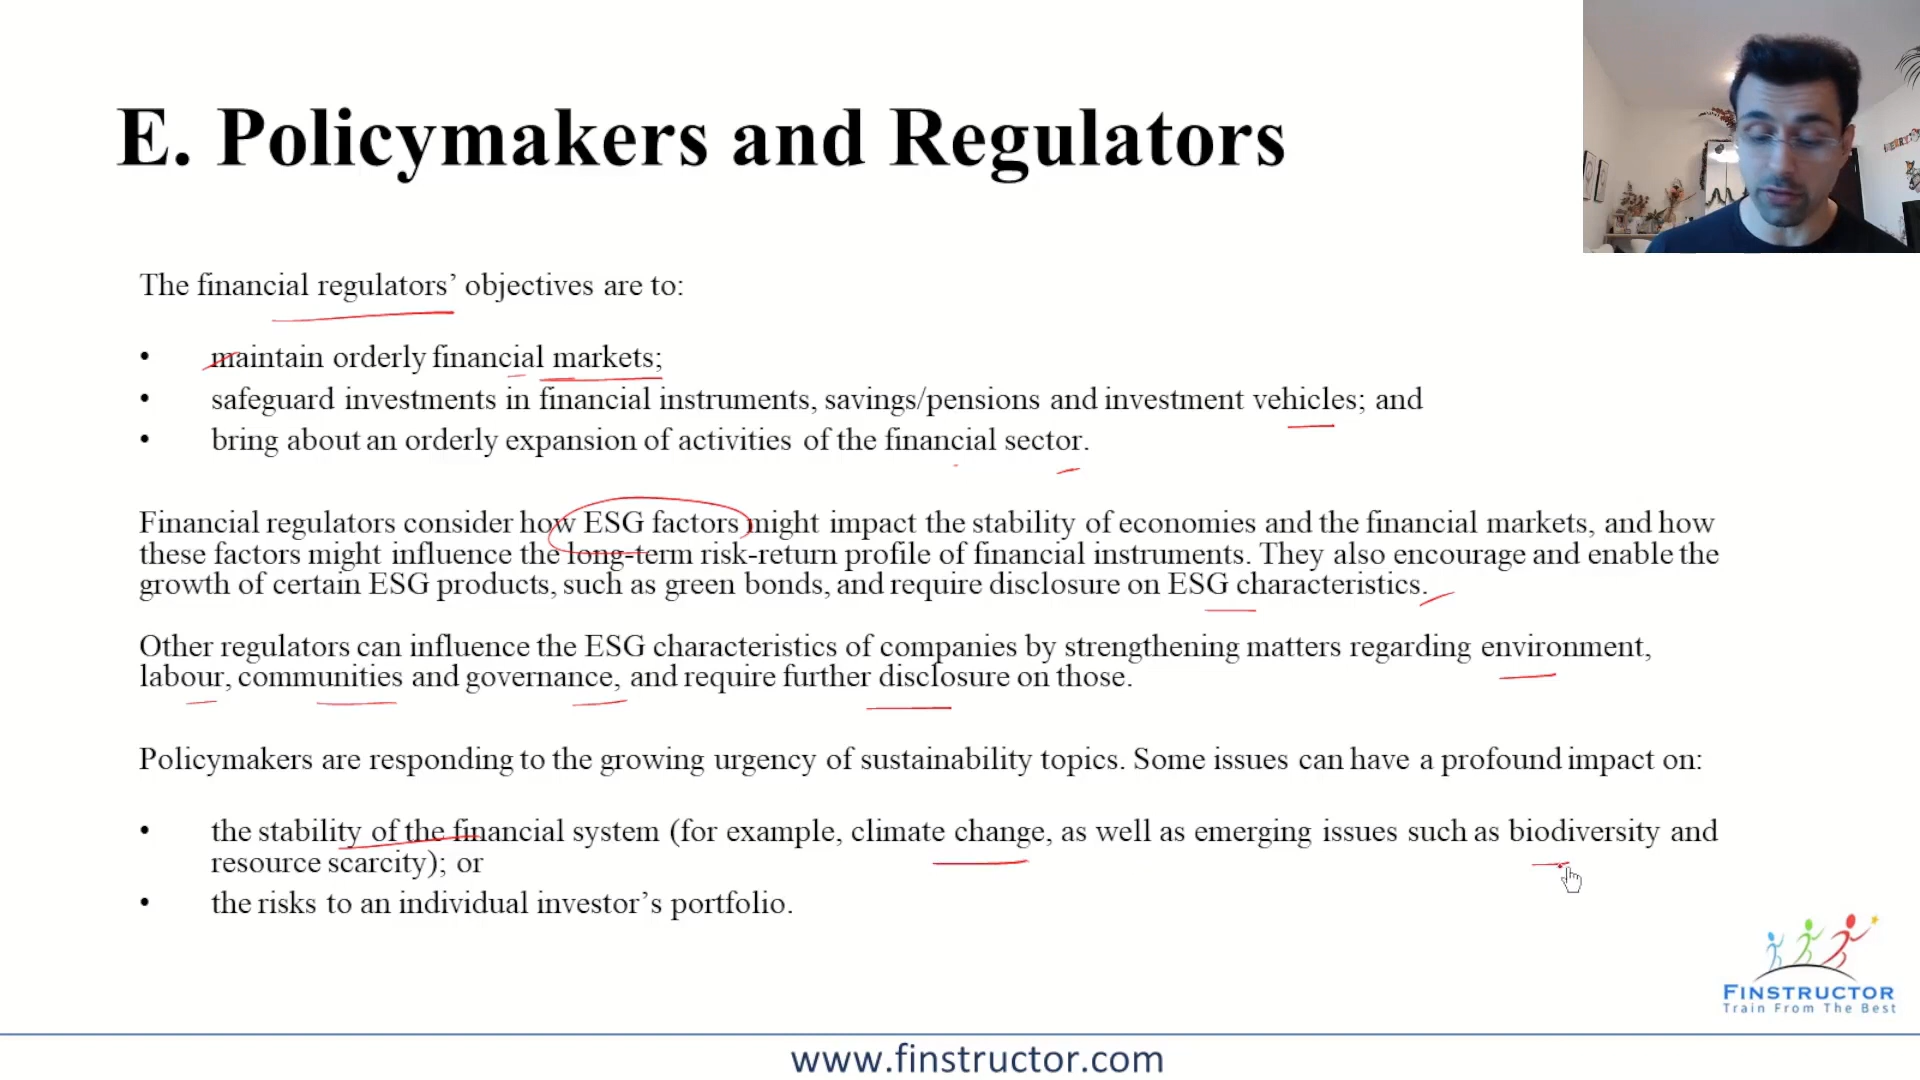 E. Policymakers and Regulators
The financial regulators’ objectives are to:
• maintain orderly financial markets;
• safeguard investments in financial instruments, savings/pensions and investment vehicles; and
• bring about an orderly expansion of activities of the financial sector.
Financial regulators consider how ESG factors might impact the stability of economies and the financial markets, and how
these factors might influence the long-term risk-return profile of financial instruments. They also encourage and enable the
growth of certain ESG products, such as green bonds, and require disclosure on ESG characteristics.
Other regulators can influence the ESG characteristics of companies by strengthening matters regarding environment,
labour, communities and governance, and require further disclosure on those.
Policymakers are responding to the growing urgency of sustainability topics. Some issues can have a profound impact on:
• the stability of the financial system (for example, climate change, as well as emerging issues such as biodiversity and
resource scarcity); or
• the risks to an individual investor’s portfolio.
FINSTRUCTOR
Train From The Best
www.finstructor.com